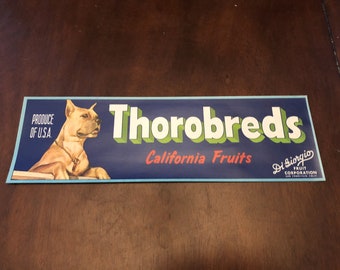 PRODUCE
OF U.S.A.
Thorobreds
California Fruits
Di Giorgio
FRUIT
CORPORATION